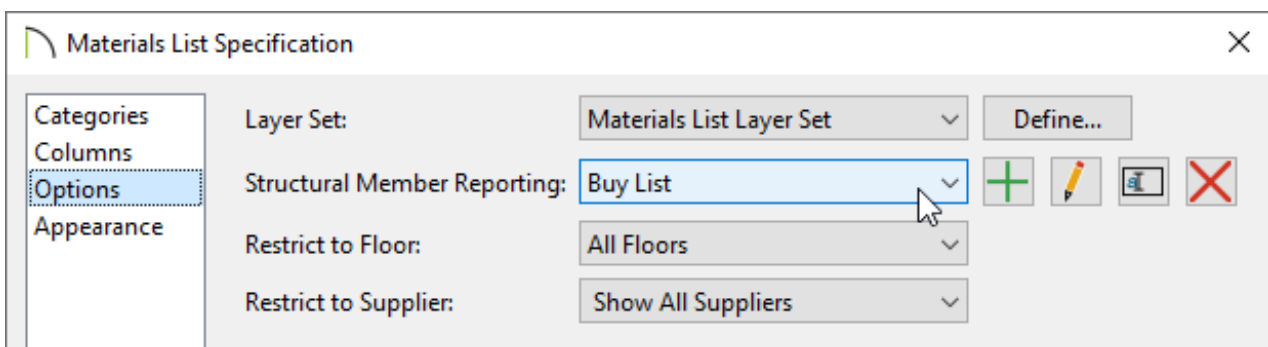 Materials List Specification
Categories
Columns
Options
Appearance
Layer Set: Materials List Layer Set Define...
Structural Member Reporting: Buy List
Restrict to Floor: All Floors
Restrict to Supplier: Show All Suppliers